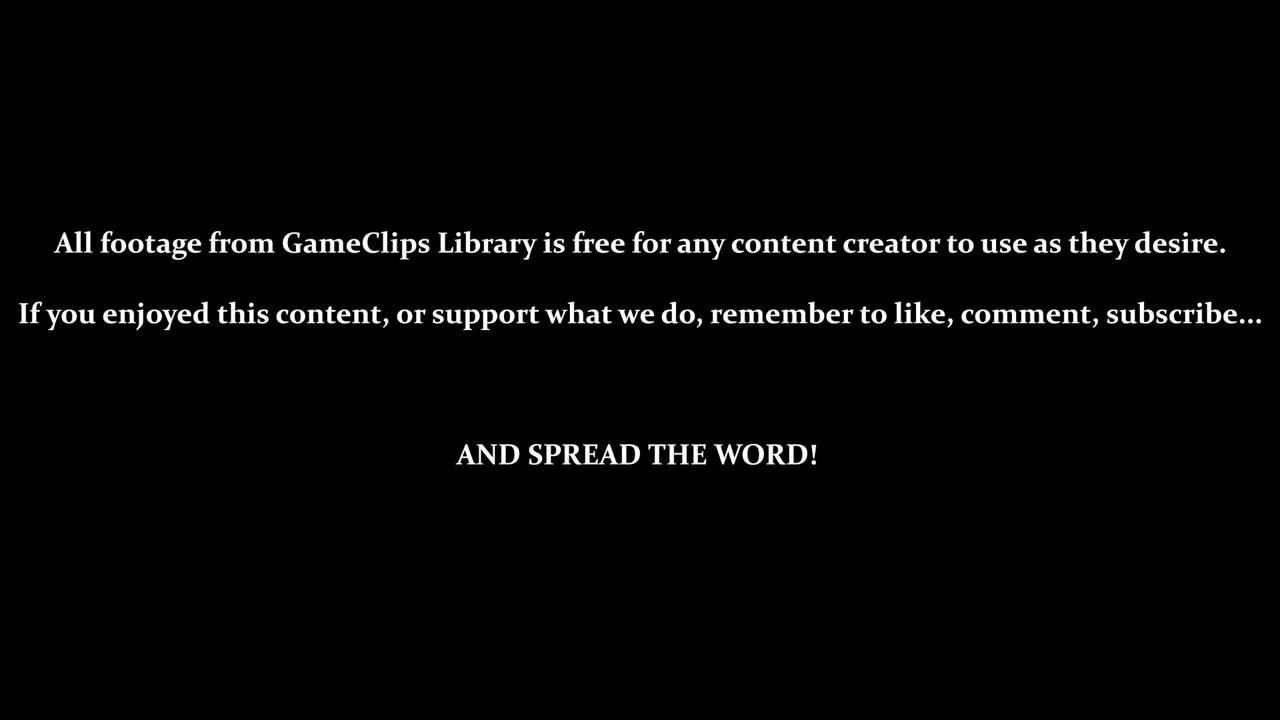 All footage from GameClips Library is free for any content creator to use as they desire.
If you enjoyed this content, or support what we do, remember to like, comment, subscribe...
AND SPREAD THE WORD!